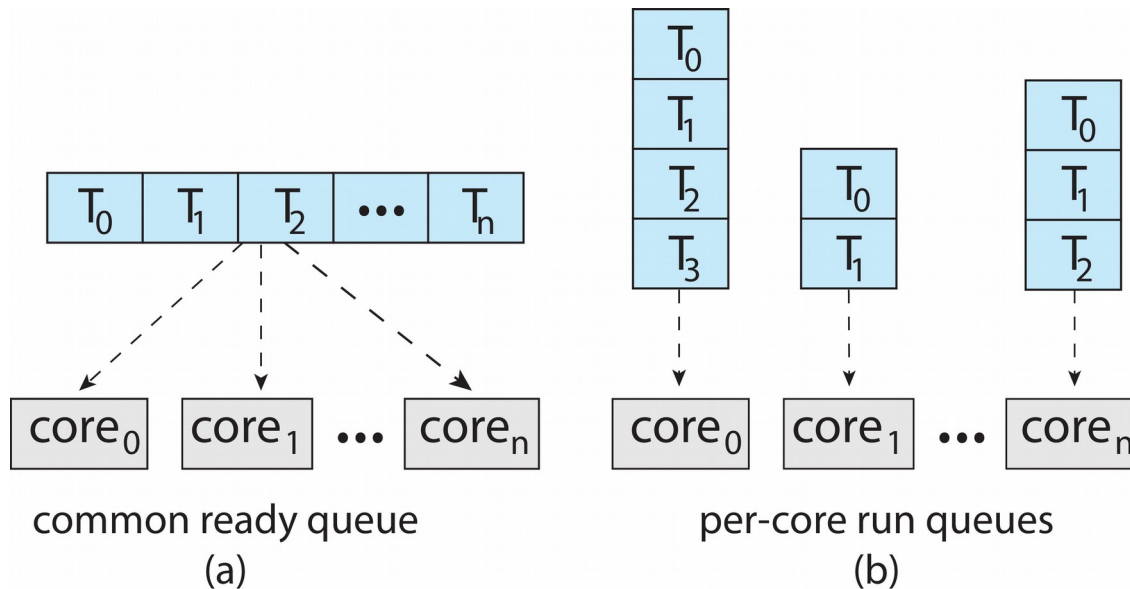 T0 T1 T2 ••• Tn
core0 core1 ••• coren
common ready queue
(a)
T0
T1
T2
T3
T0
T1
T0
T1
T2
core0 core1 ••• coren
per-core run queues
(b)